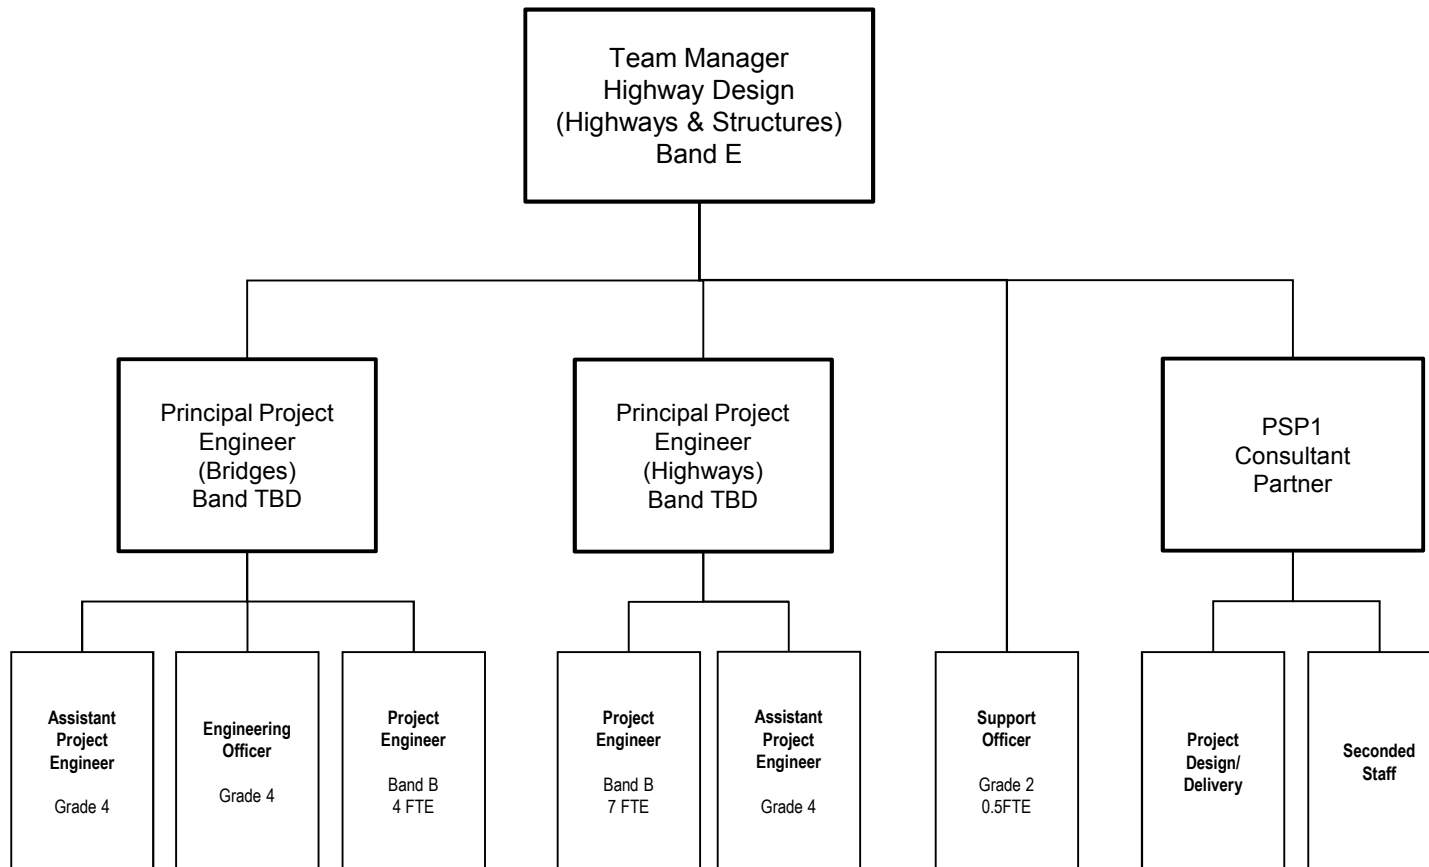 Team Manager
Highway Design
(Highways & Structures)
Band E
Principal Project
Engineer
(Bridges)
Band TBD
Principal Project
Engineer
(Highways)
Band TBD
PSP1
Consultant
Partner
Assistant
Project
Engineer
Grade 4
Engineering
Officer
Grade 4
Project
Engineer
Band B
4 FTE
Project
Engineer
Band B
7 FTE
Assistant
Project
Engineer
Grade 4
Support
Officer
Grade 2
0.5FTE
Project
Design/
Delivery
Seconded
Staff